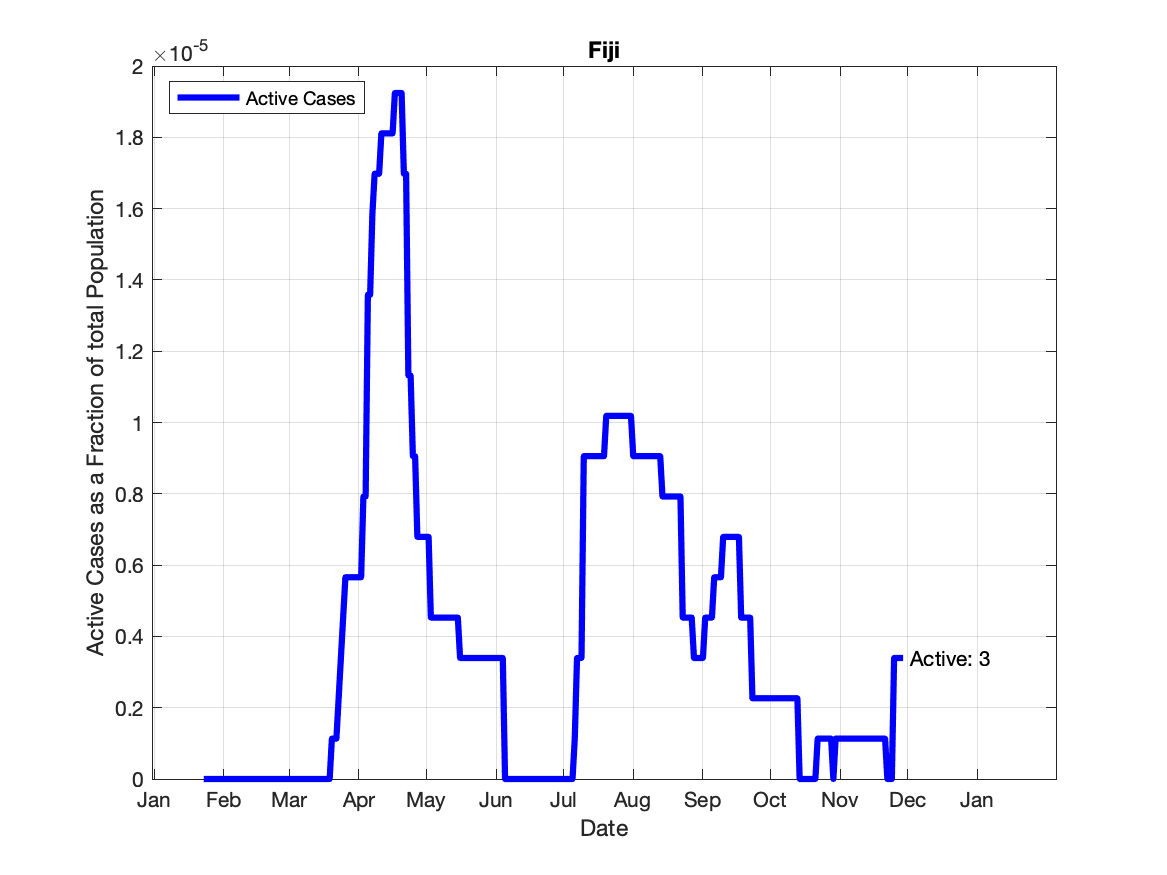 Fiji
×10-5
Active Cases
2
1.8
1.6
1.4
1.2
1
0.8
0.6
0.4
0.2
0
Active Cases as a Fraction of total Population
Active: 3
Jan Feb Mar Apr May Jun Jul Aug Sep Oct Nov Dec Jan
Date